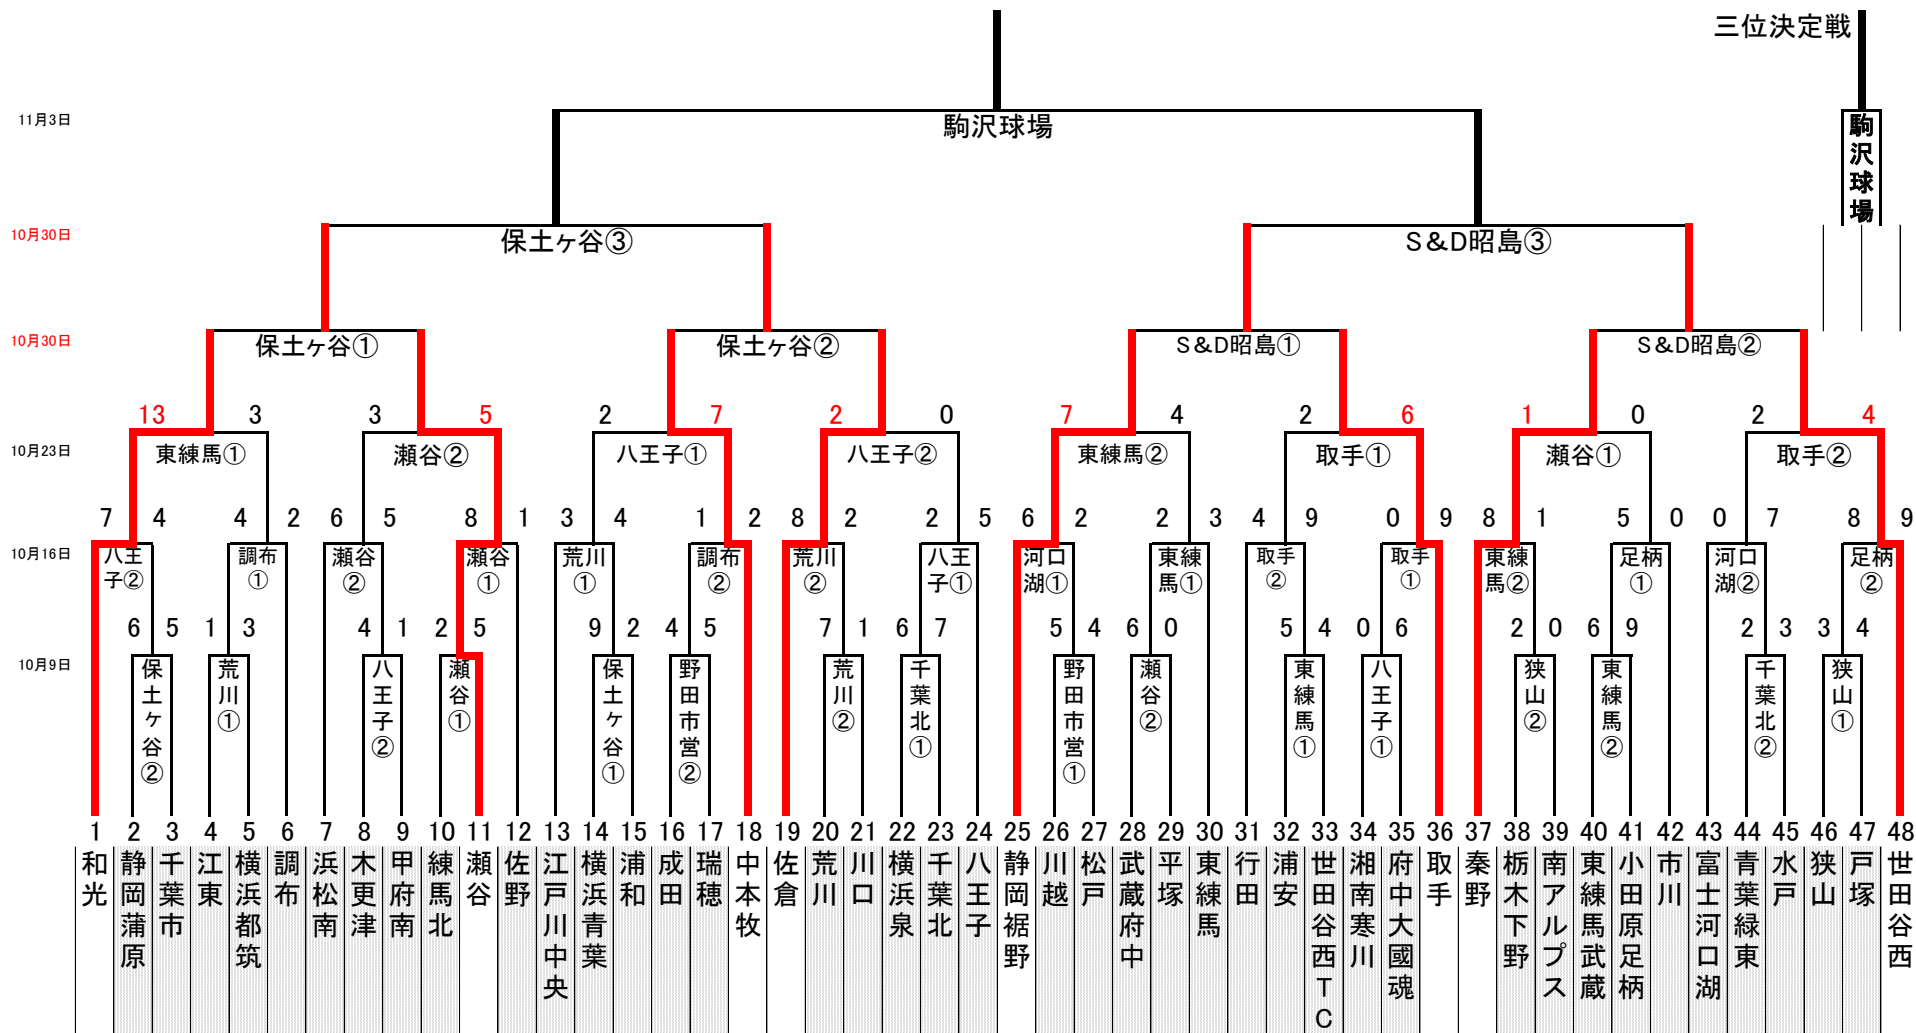 三位決定戦
11月3日
駒沢球場
駒沢球場
10月30日
保土ヶ谷③
S&D昭島③
10月30日
保土ヶ谷①
保土ヶ谷②
S&D昭島①
S&D昭島②
13 3 3 5 2 7 2 0 7 4 2 6 1 0 2 4
10月23日
東練馬①
瀬谷②
八王子①
八王子②
東練馬②
取手①
瀬谷①
取手②
7 4 4 2 6 5 8 1 3 4 1 2 8 2 2 5 6 2 2 3 4 9 0 9 8 1 5 0 0 7 8 9
10月16日
八王子②
調布①
瀬谷②
瀬谷①
荒川①
調布②
荒川②
八王子①
河口湖①
東練馬①
取手②
取手①
東練馬②
足柄①
河口湖②
足柄②
6 5 1 3 4 1 2 5 9 2 4 5 7 1 6 7 5 4 6 0 5 4 0 6 2 0 6 9 2 3 3 4
10月9日
保土ヶ谷②
荒川①
八王子②
瀬谷①
保土ヶ谷①
野田市営②
荒川②
千葉北①
野田市営①
瀬谷②
東練馬①
八王子①
狭山②
東練馬②
千葉北②
狭山①
1 2 3 4 5 6 7 8 9 10 11 12 13 14 15 16 17 18 19 20 21 22 23 24 25 26 27 28 29 30 31 32 33 34 35 36 37 38 39 40 41 42 43 44 45 46 47 48
和光
静岡蒲原
千葉市
江東
横浜都筑
調布
浜松南
木更津
甲府南
練馬北
瀬谷
佐野
江戸川中央
横浜青葉
浦和
成田
瑞穂
中本牧
佐倉
荒川
川口
横浜泉
千葉北
八王子
静岡裾野
川越
松戸
武蔵府中
平塚
東練馬
行田
浦安
世田谷西TC
湘南寒川
府中大國魂
取手
秦野
栃木下野
南アルプス
東練馬武蔵
小田原足柄
市川
富士河口湖
青葉緑東
水戸
狭山
戸塚
世田谷西